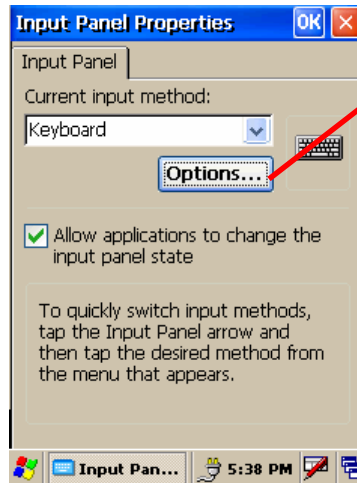 Input Panel Properties OK
Input Panel
Current input method:
Keyboard
Options...
Allow applications to change the
input panel state
To quickly switch input methods,
tap the Input Panel arrow and
then tap the desired method from
the menu that appears.
Input Pan... 5:38 PM